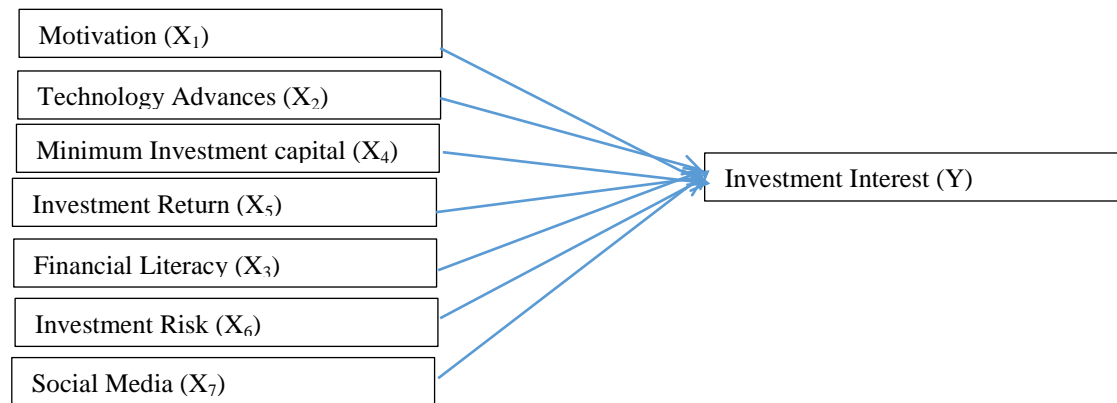 Motivation (X₁)
Technology Advances (X₂)
Minimum Investment capital (X₄)
Investment Return (X₅)
Financial Literacy (X₃)
Investment Risk (X₆)
Social Media (X₇)
Investment Interest (Y)